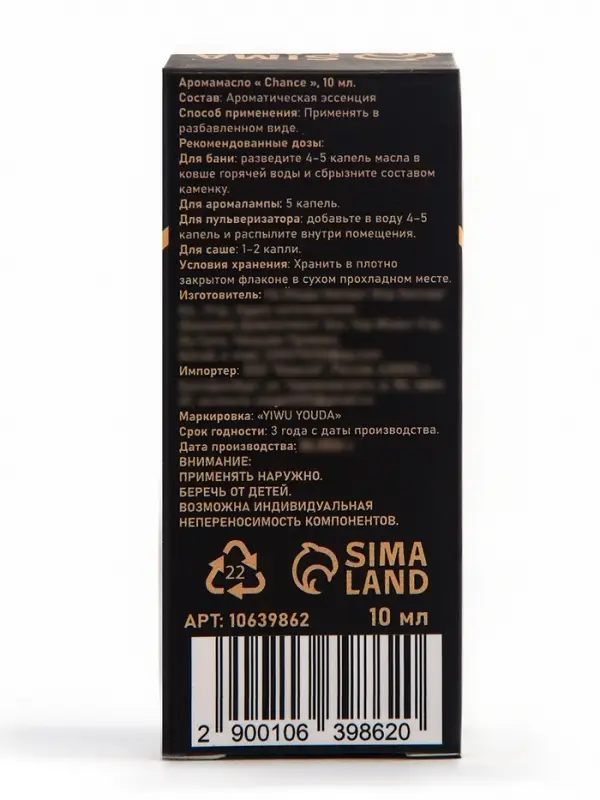 SIMA
Аромамасло « Chance », 10 мл.
Состав: Ароматическая эссенция
Способ применения: Применять в
разбавленном виде.
Рекомендованные дозы:
Для бани: разведите 4–5 капель масла в
ковше горячей воды и сбрызните составом
каменку.
Для аромалампы: 5 капель.
Для пульверизатора: добавьте в воду 4–5
капель и распылите внутри помещения.
Для саше: 1–2 капли.
Условия хранения: Хранить в плотно
закрытом флаконе в сухом прохладном месте.
Изготовитель:
Импортер:
Маркировка: «YIWU YOUDA»
Срок годности: 3 года с даты производства.
Дата производства:
ВНИМАНИЕ:
ПРИМЕНЯТЬ НАРУЖНО.
БЕРЕЧЬ ОТ ДЕТЕЙ.
ВОЗМОЖНА ИНДИВИДУАЛЬНАЯ
НЕПЕРЕНОСИМОСТЬ КОМПОНЕНТОВ.
22
SIMA
LAND
АРТ: 10639862
10 мл
2 900106 398620